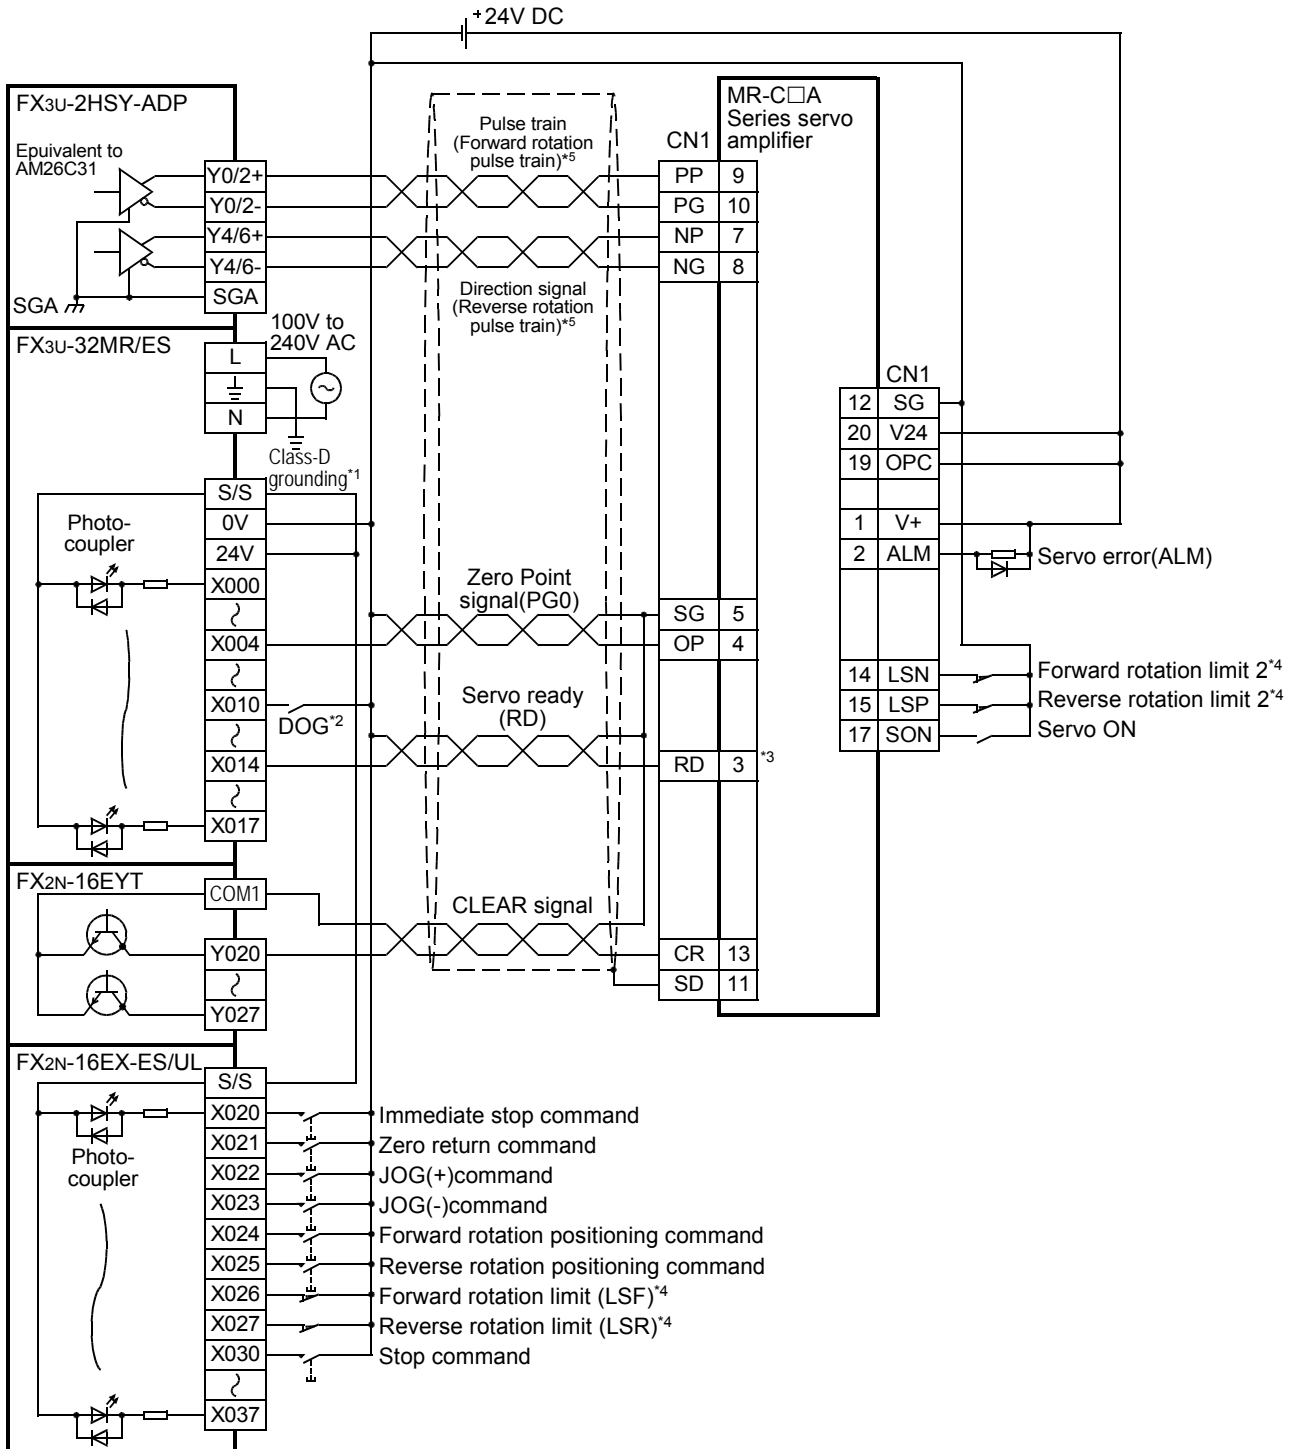 +24V DC
FX3U-2HSY-ADP
Epuivalent to
AM26C31
Y0/2+
Y0/2-
Y4/6+
Y4/6-
SGA
SGA
Pulse train
(Forward rotation
pulse train)*5
Direction signal
(Reverse rotation
pulse train)*5
CN1
MR-C□A
Series servo
amplifier
PP 9
PG 10
NP 7
NG 8
FX3U-32MR/ES
100V to
240V AC
L
N
Class-D
grounding*1
S/S
0V
24V
X000
X004
X010
X014
X017
Photo-
coupler
DOG*2
Zero Point
signal(PG0)
SG 5
OP 4
Servo ready
(RD)
RD 3 *3
CN1
12 SG
20 V24
19 OPC
1 V+
2 ALM
Servo error(ALM)
14 LSN
Forward rotation limit 2*4
15 LSP
Reverse rotation limit 2*4
17 SON
Servo ON
FX2N-16EYT
COM1
Y020
Y027
CLEAR signal
CR 13
SD 11
FX2N-16EX-ES/UL
S/S
Photo-
coupler
X020 Immediate stop command
X021 Zero return command
X022 JOG(+)command
X023 JOG(-)command
X024 Forward rotation positioning command
X025 Reverse rotation positioning command
X026 Forward rotation limit (LSF)*4
X027 Reverse rotation limit (LSR)*4
X030 Stop command
X037